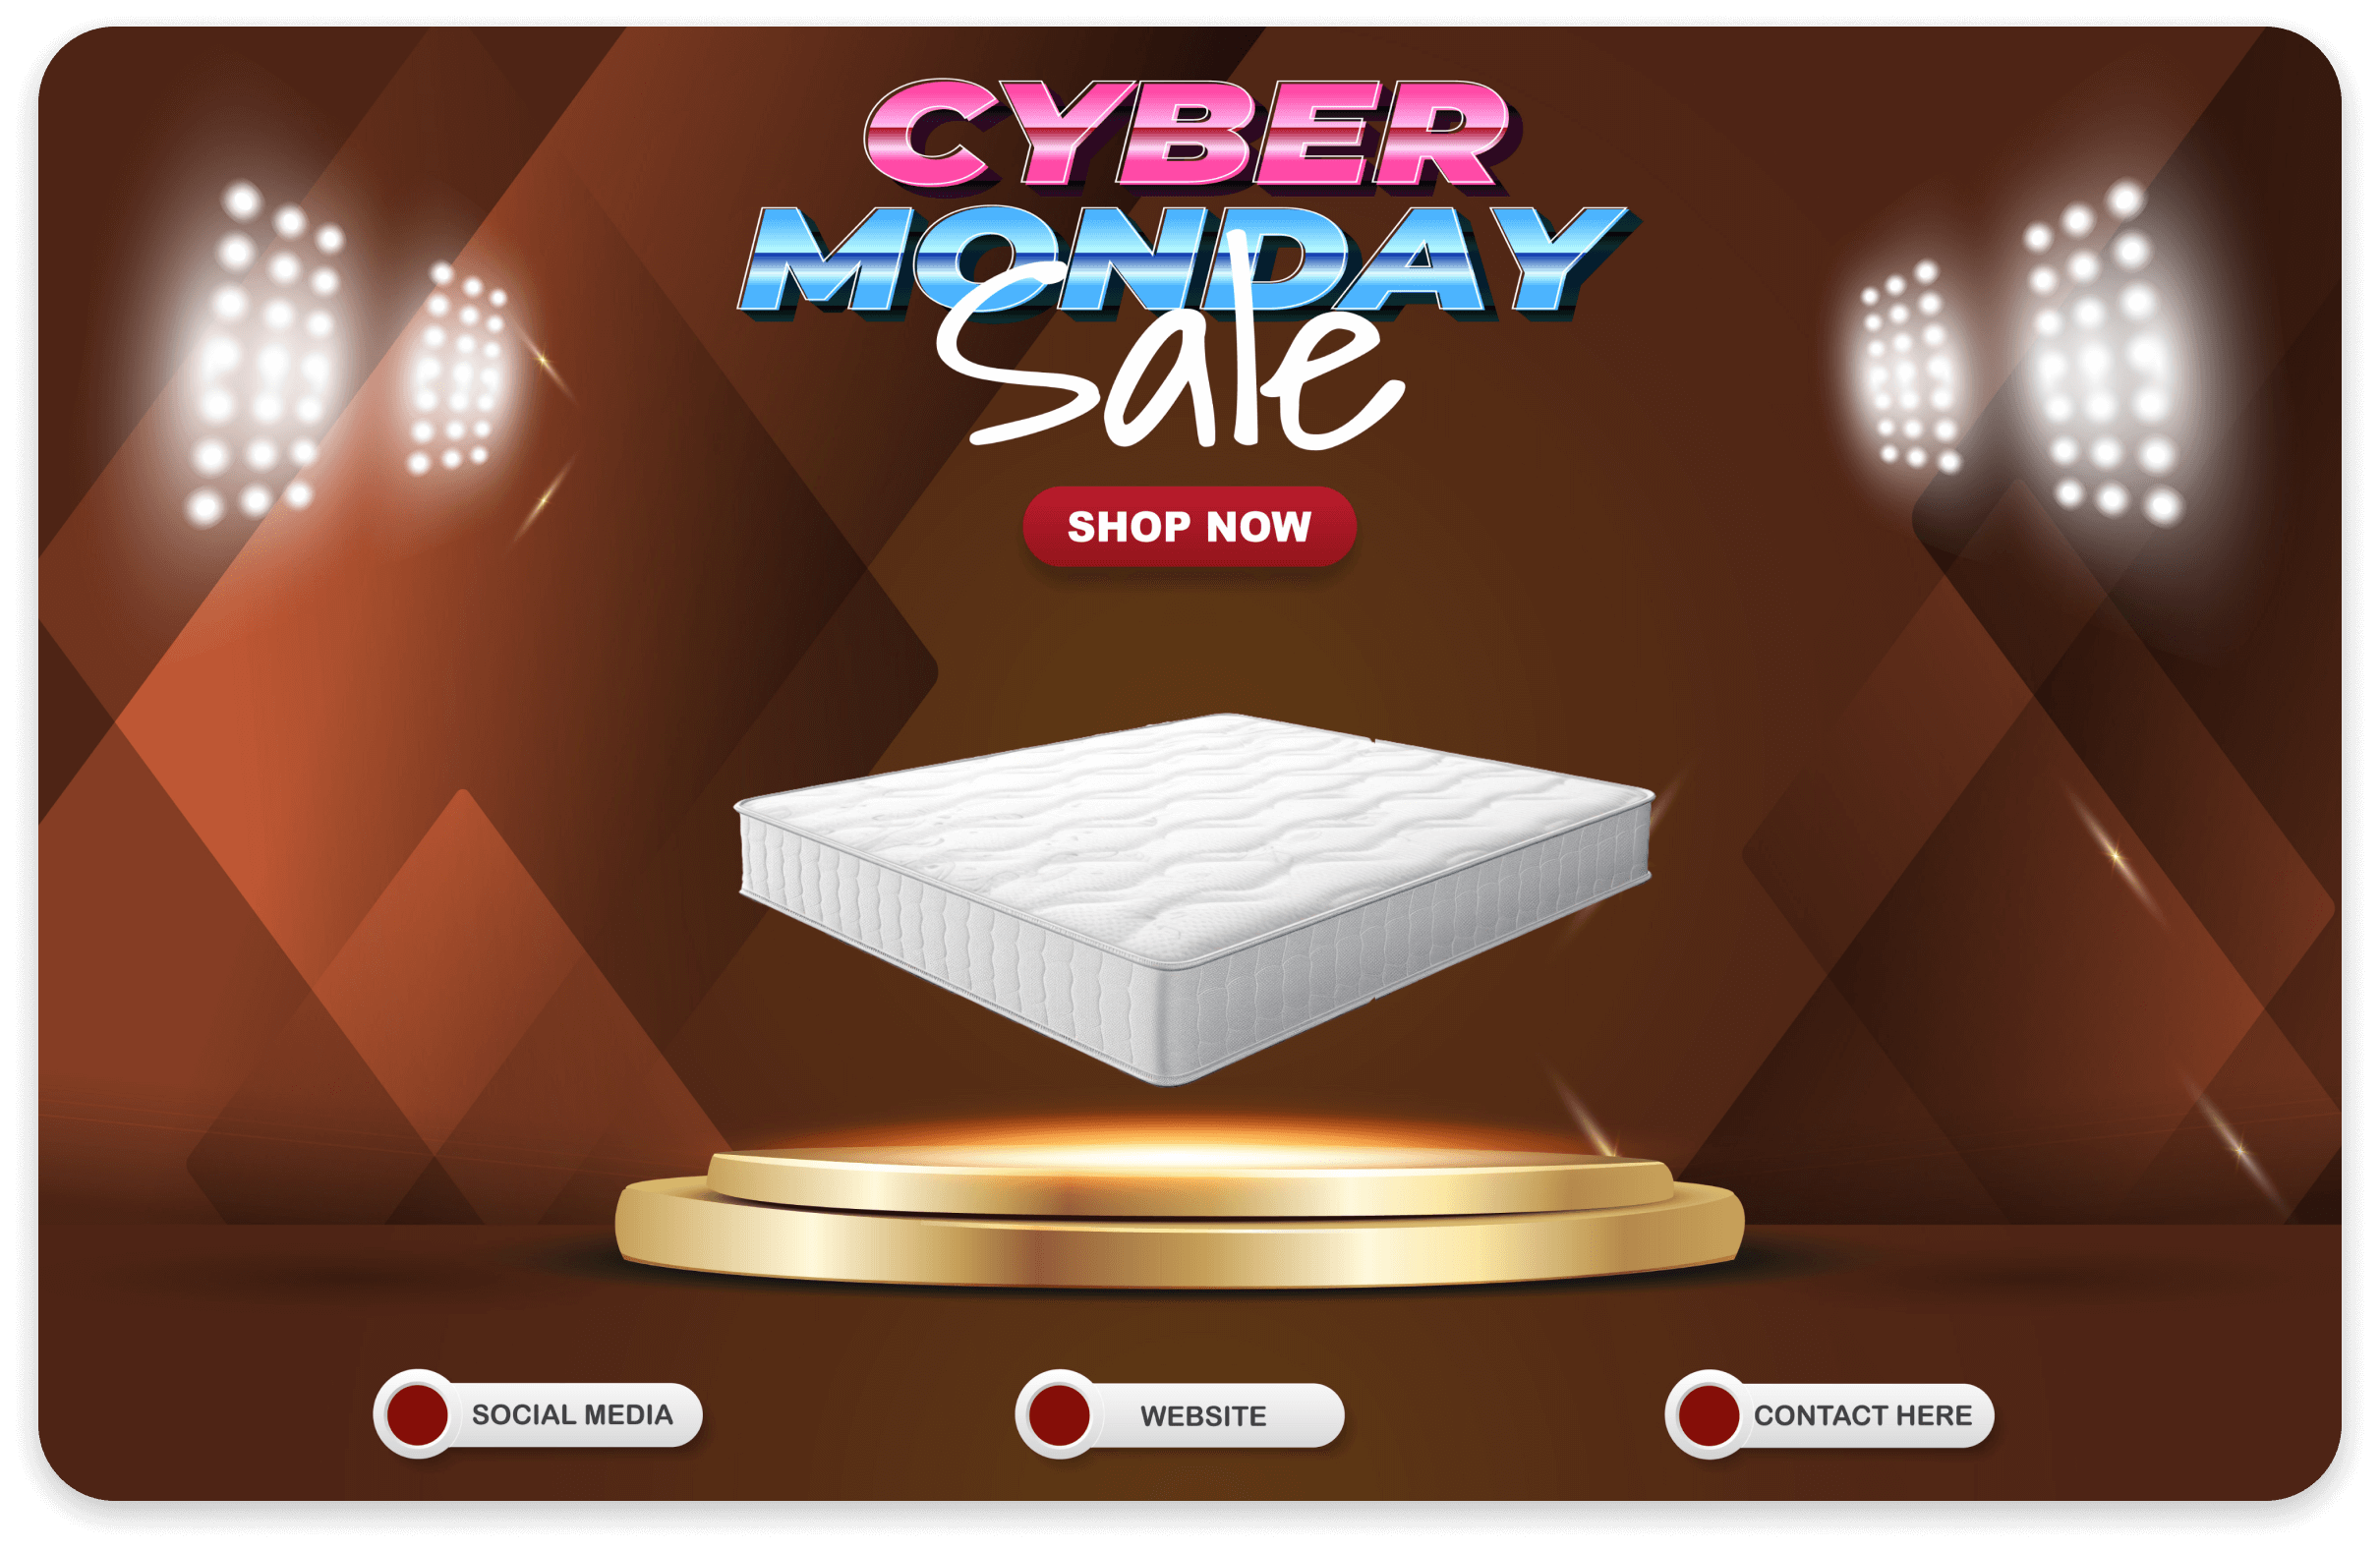 CYBER
MONDAY
Sale
SHOP NOW
SOCIAL MEDIA
WEBSITE
CONTACT HERE